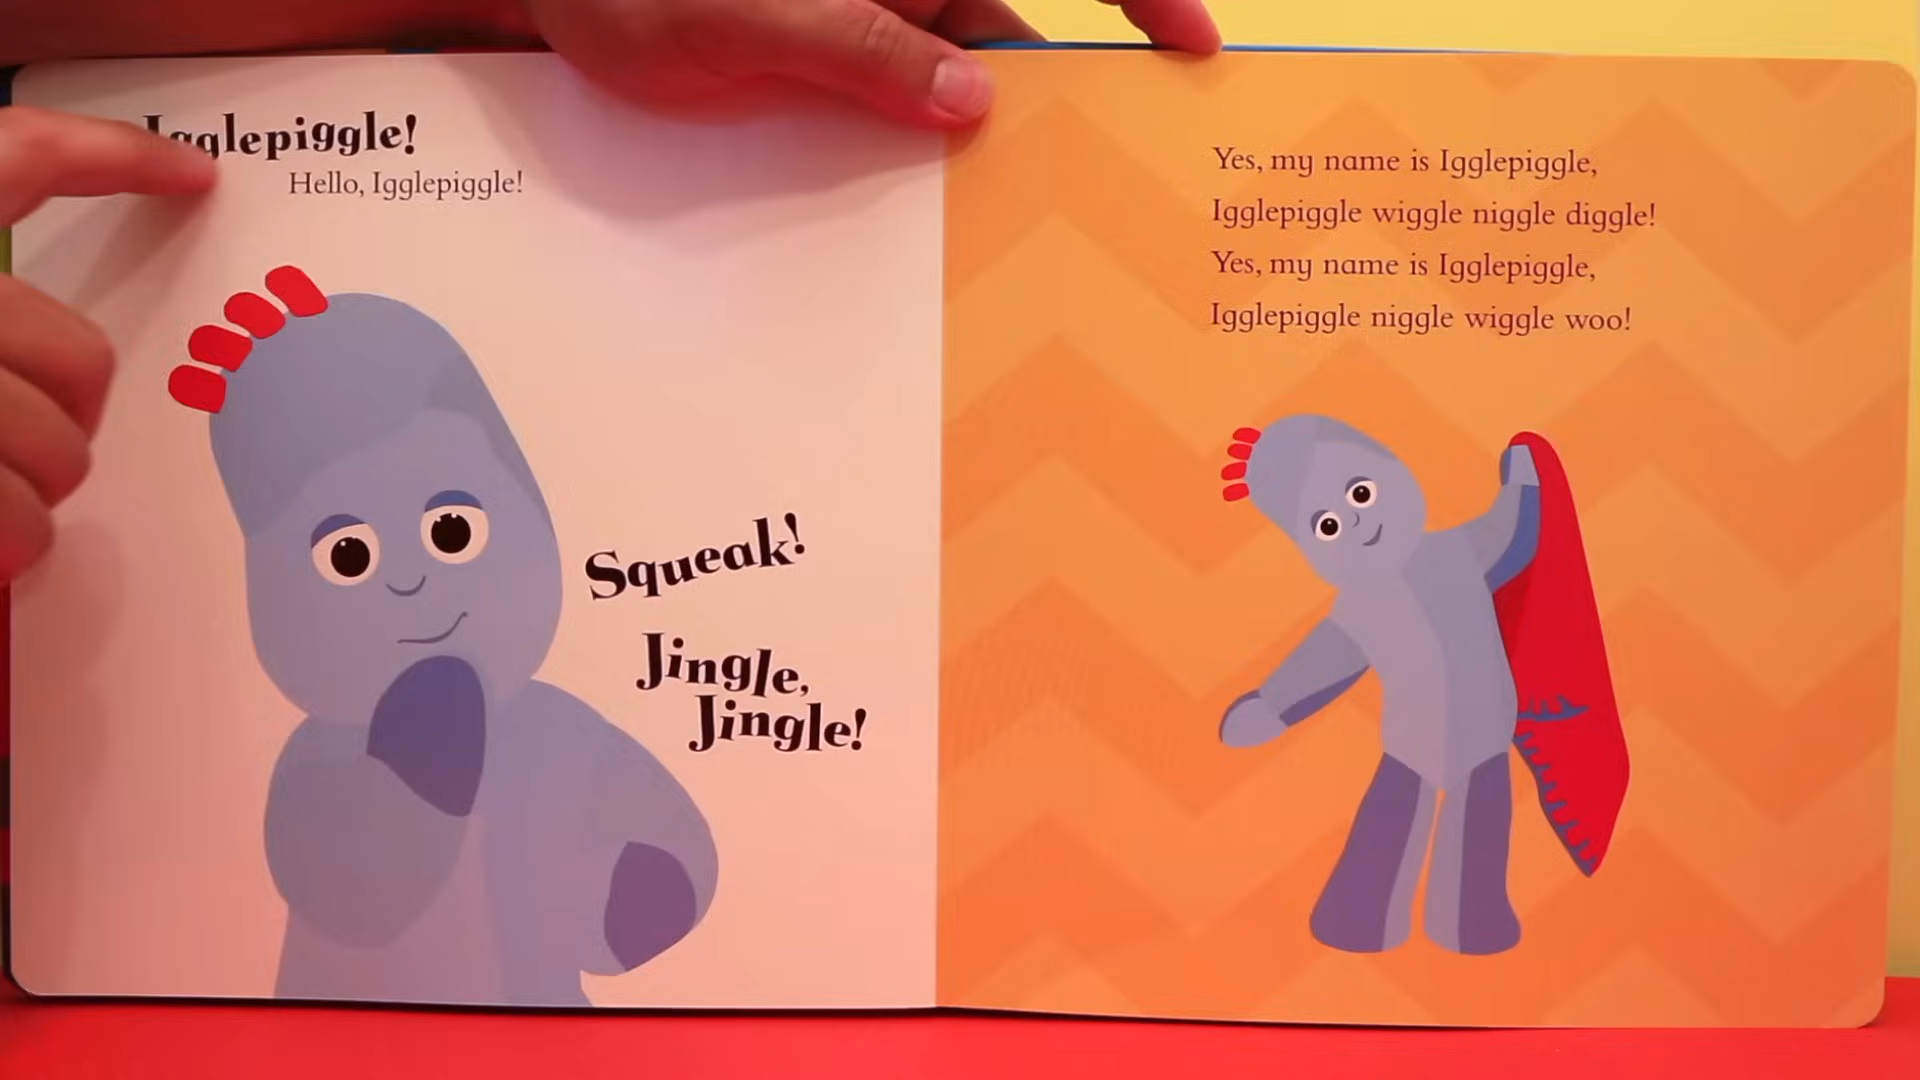 Igglepiggle!
Hello, Igglepiggle!
Squeak!
Jingle,
Jingle!
Yes, my name is Igglepiggle,
Igglepiggle wiggle niggle diggle!
Yes, my name is Igglepiggle,
Igglepiggle niggle wiggle woo!